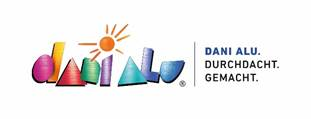 dANi ALU®
DANI ALU.
DURCHDACHT.
GEMACHT.